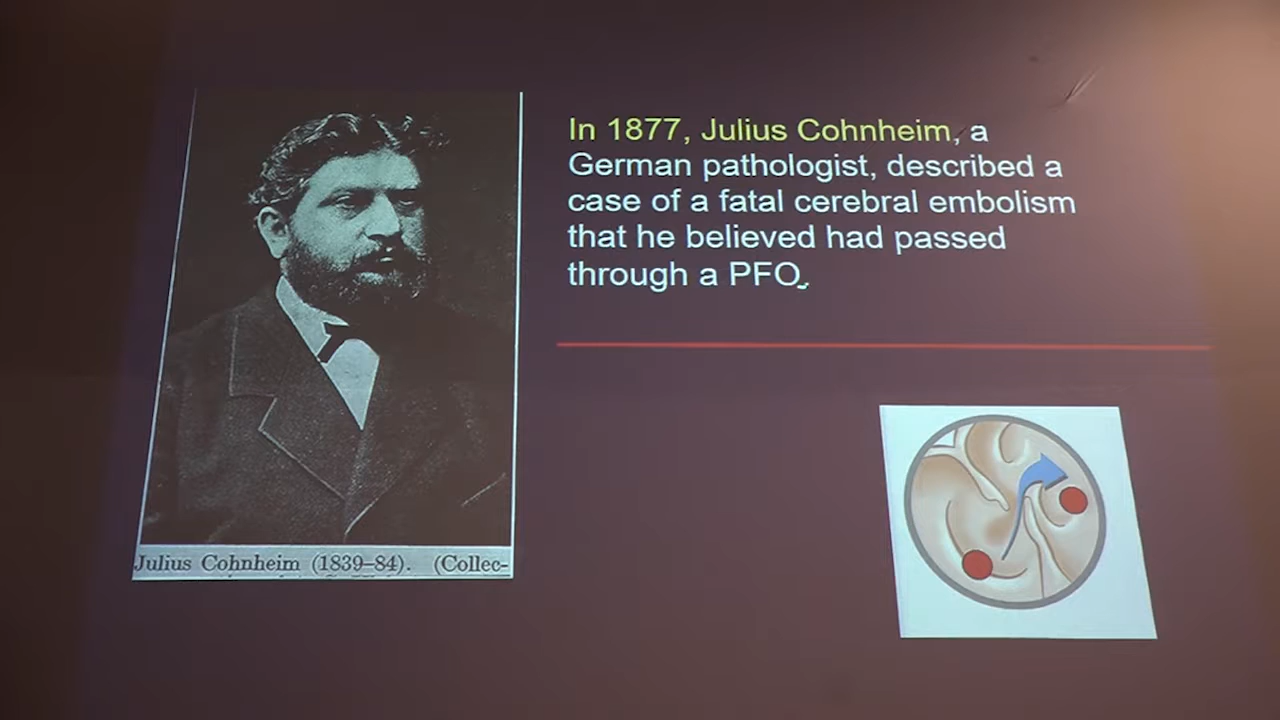 In 1877, Julius Cohnheim, a
German pathologist, described a
case of a fatal cerebral embolism
that he believed had passed
through a PFO.
Julius Cohnheim (1839–84). (Collec-